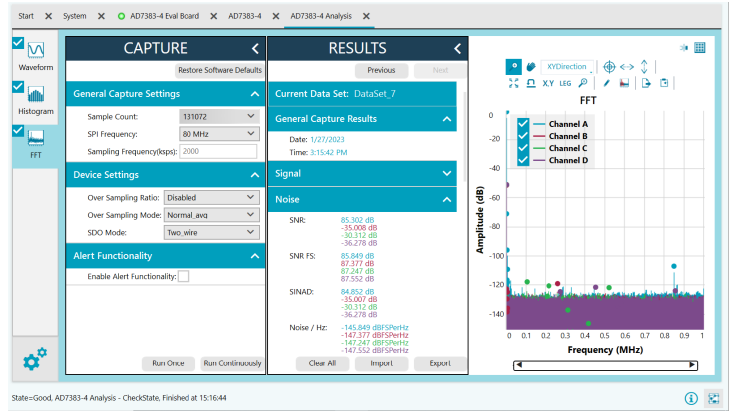 Start
System
AD7383-4 Eval Board
AD7383-4
AD7383-4 Analysis
Waveform
Histogram
FFT
CAPTURE
Restore Software Defaults
General Capture Settings
Sample Count: 131072
SPI Frequency: 80 MHz
Sampling Frequency(ksps): 2000
Device Settings
Over Sampling Ratio: Disabled
Over Sampling Mode: Normal_avg
SDO Mode: Two_wire
Alert Functionality
Enable Alert Functionality:
Run Once
Run Continuously
RESULTS
Previous
Next
Current Data Set: DataSet_7
General Capture Results
Date: 1/27/2023
Time: 3:15:42 PM
Signal
Noise
SNR: 85.302 dB
-35.008 dB
-30.312 dB
-36.278 dB
SNR FS: 85.849 dB
87.377 dB
87.247 dB
87.552 dB
SINAD: 84.852 dB
-35.007 dB
-30.312 dB
-36.278 dB
Noise / Hz: -145.849 dBFSPerHz
-147.377 dBFSPerHz
-147.247 dBFSPerHz
-147.552 dBFSPerHz
Clear All
Import
Export
XYDirection
X,Y
LEG
FFT
Channel A
Channel B
Channel C
Channel D
Amplitude (dB)
0
-20
-40
-60
-80
-100
-120
-140
0 0.1 0.2 0.3 0.4 0.5 0.6 0.7 0.8 0.9 1
Frequency (MHz)
State=Good, AD7383-4 Analysis - CheckState, Finished at 15:16:44